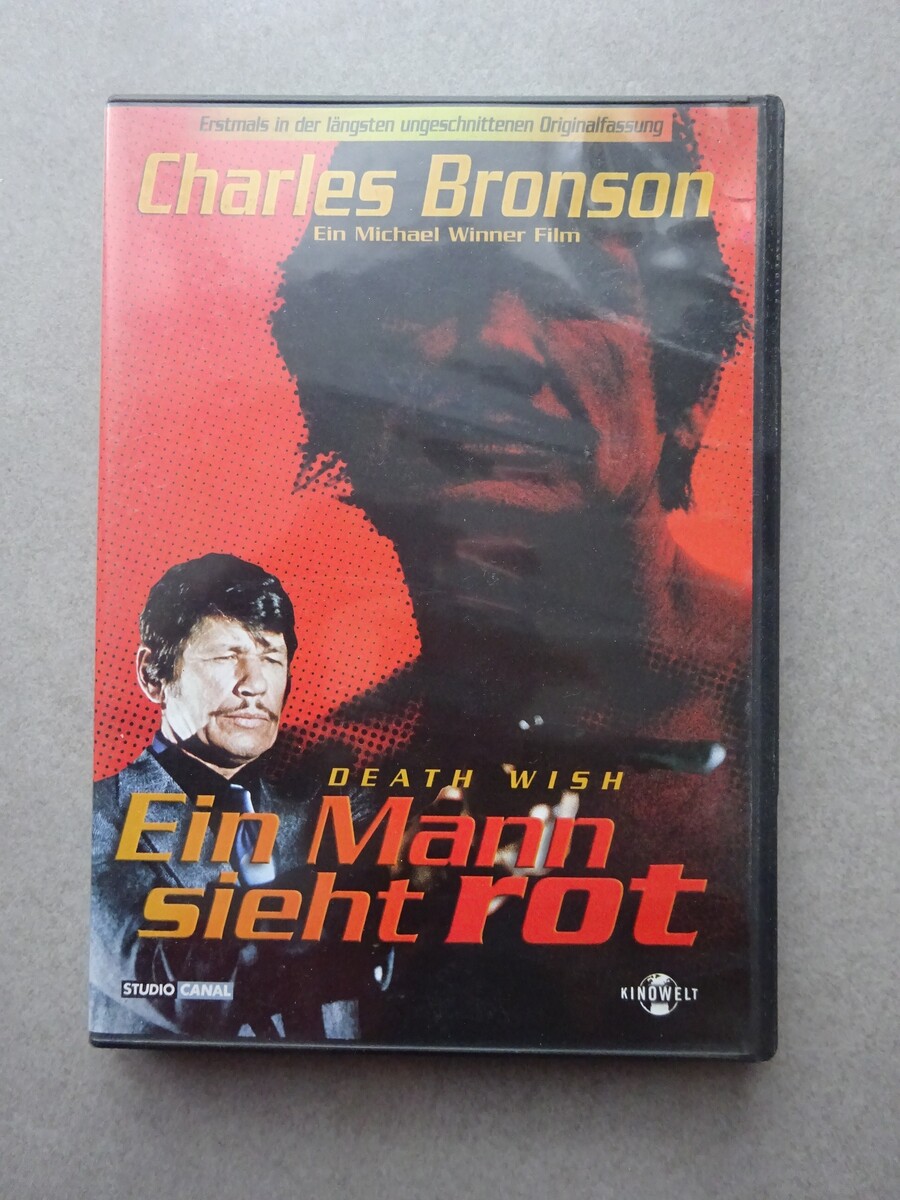 Erstmals in der längsten ungeschnittenen Originalfassung
Charles Bronson
Ein Michael Winner Film
DEATH WISH
Ein Mann
sieht rot
STUDIO CANAL
KINOWELT